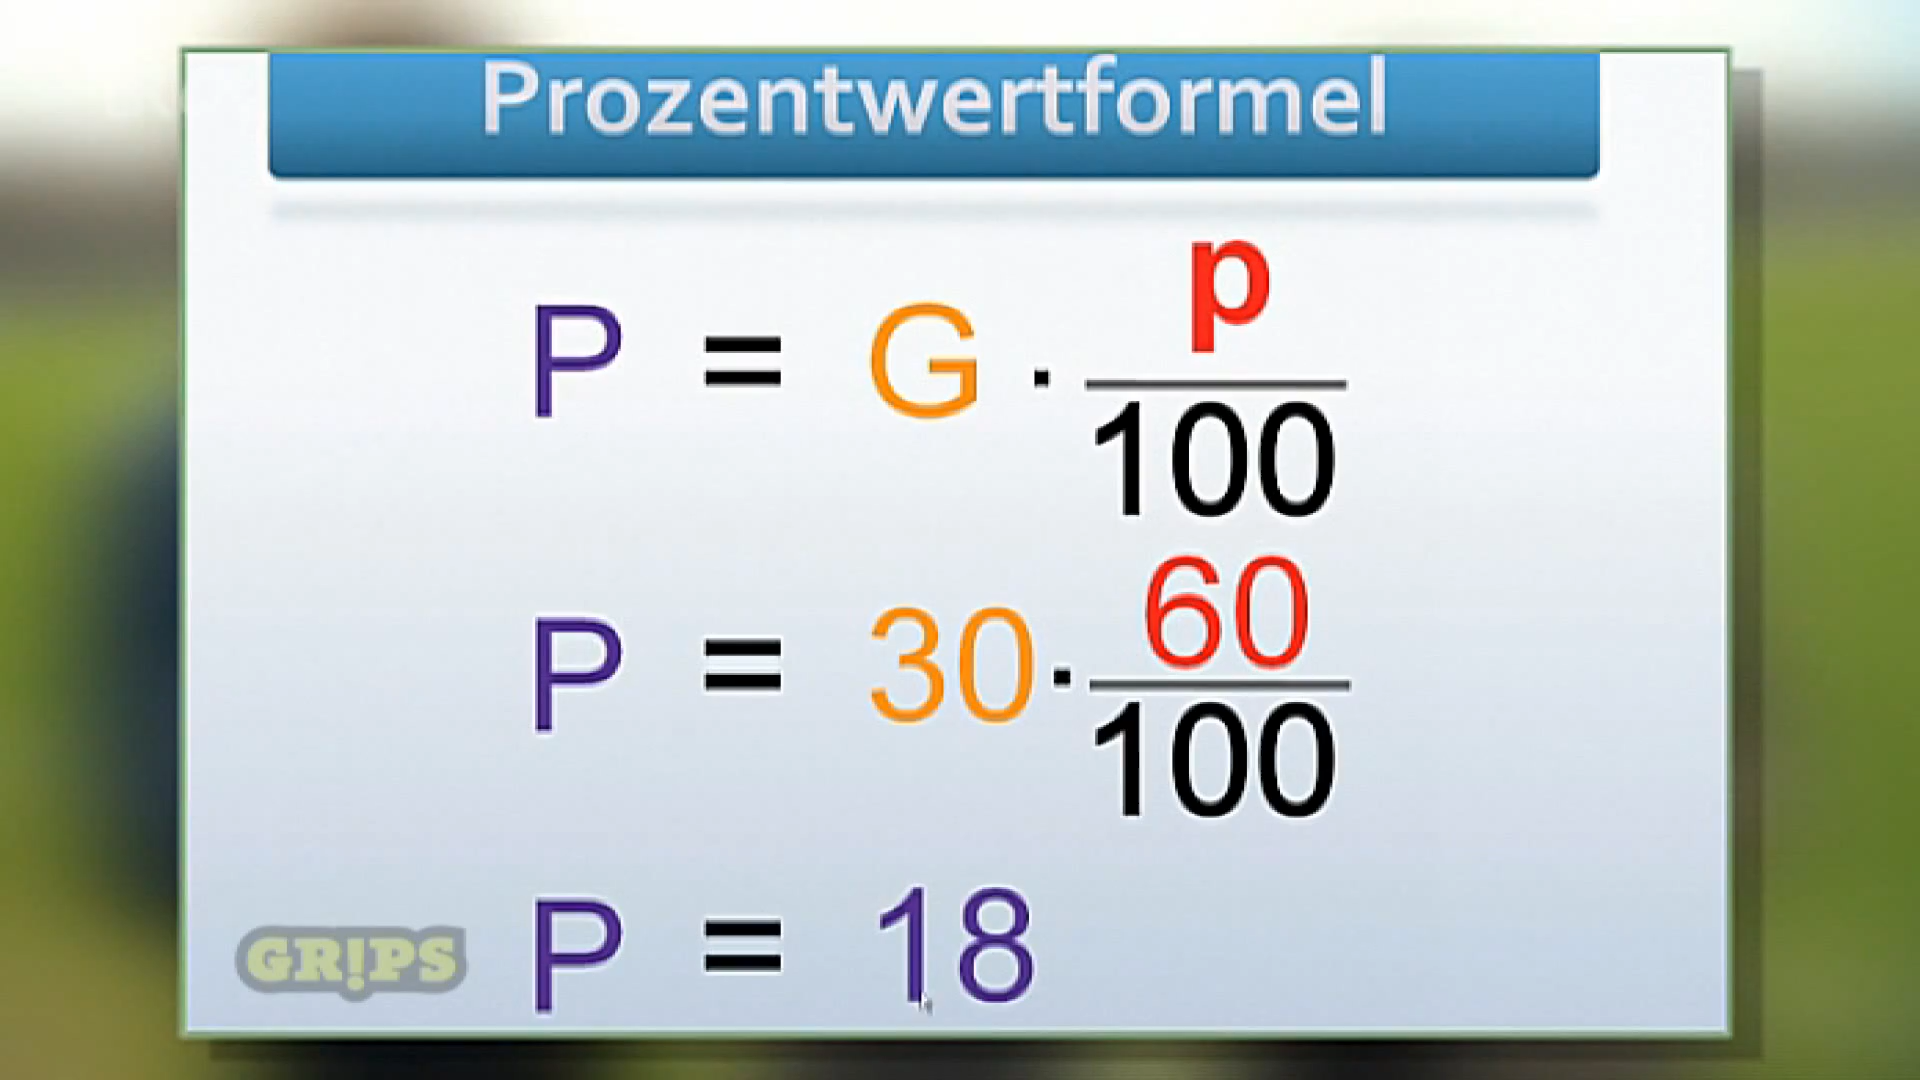 Prozentwertformel
P = G · p/100
P = 30 · 60/100
P = 18
GR!PS